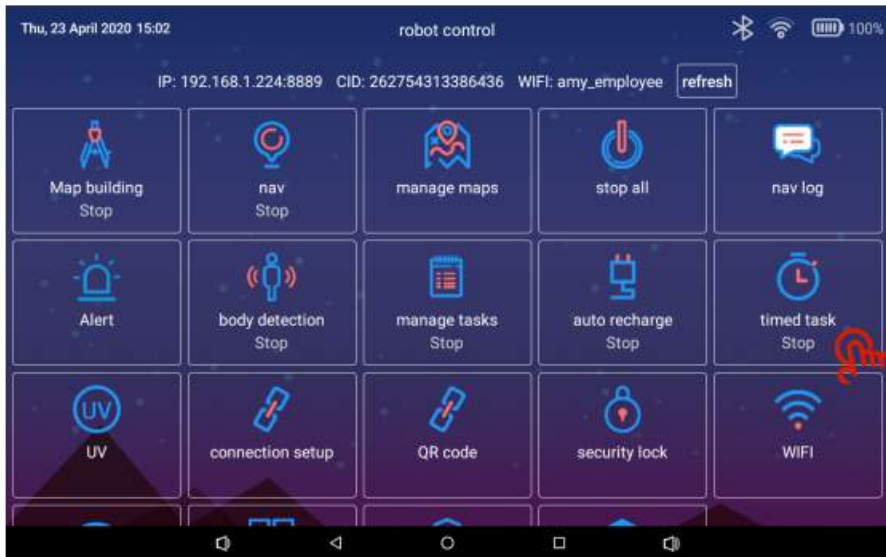 Thu, 23 April 2020 15:02 robot control 100%
IP: 192.168.1.224:8889 CID: 262754313386436 WIFI: amy_employee refresh
Map building nav manage maps stop all nav log
Stop Stop
Alert body detection manage tasks auto recharge timed task
Stop Stop Stop Stop
UV
UV connection setup QR code security lock WIFI